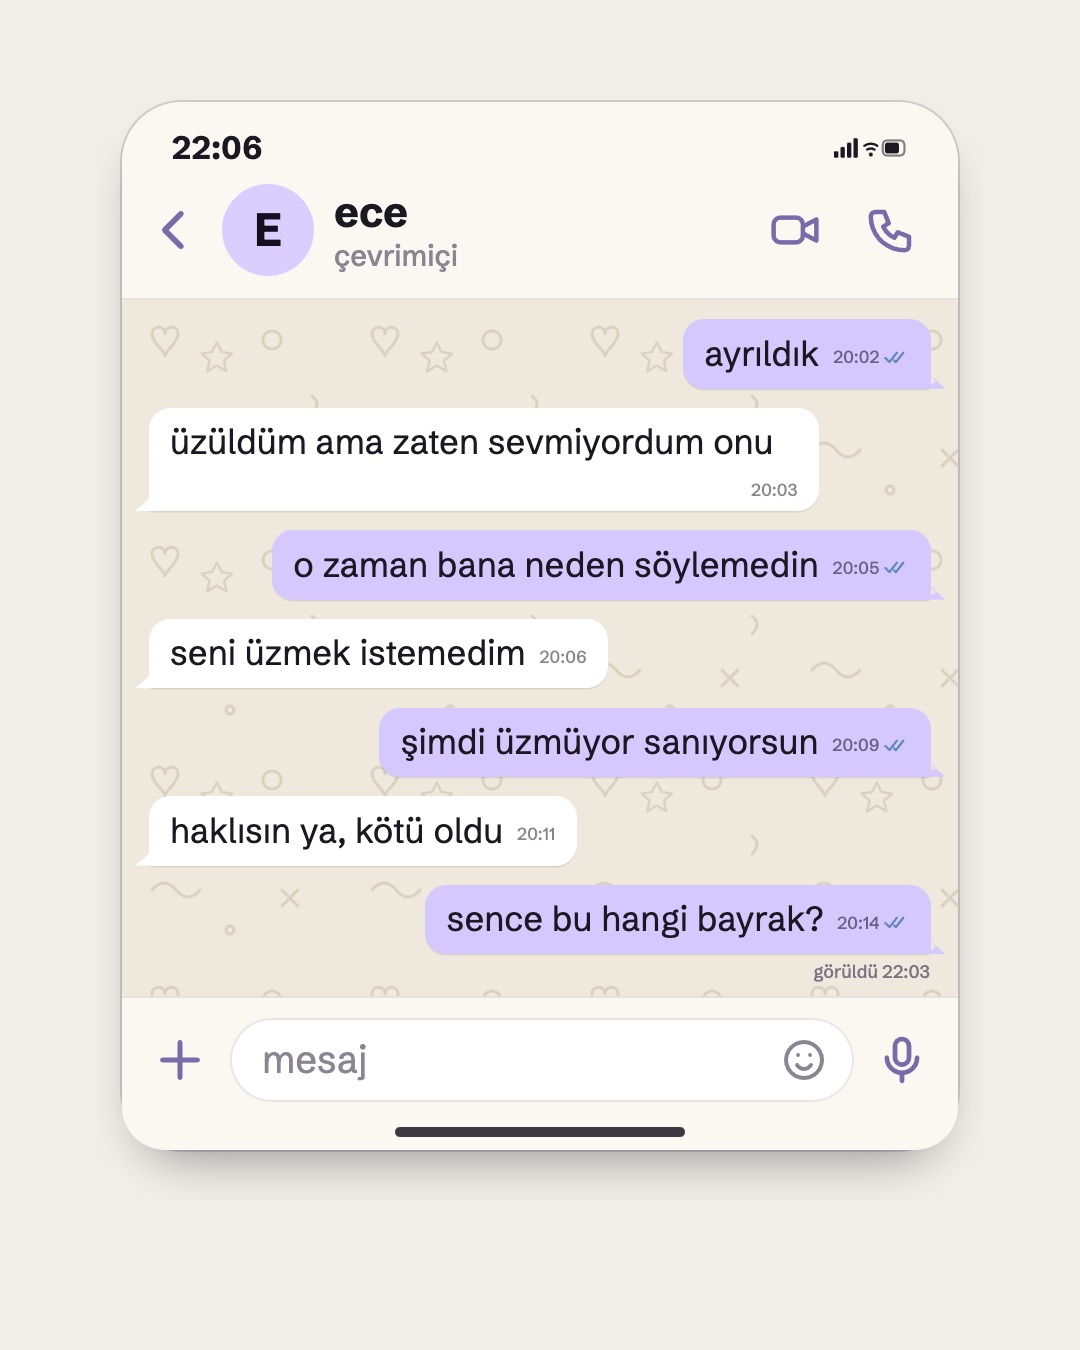 22:06
E
ece
çevrimiçi
ayrıldık 20:02
üzüldüm ama zaten sevmiyordum onu
20:03
o zaman bana neden söylemedin 20:05
seni üzmek istemedim 20:06
şimdi üzmüyor sanıyorsun 20:09
haklısın ya, kötü oldu 20:11
sence bu hangi bayrak? 20:14
görüldü 22:03
mesaj